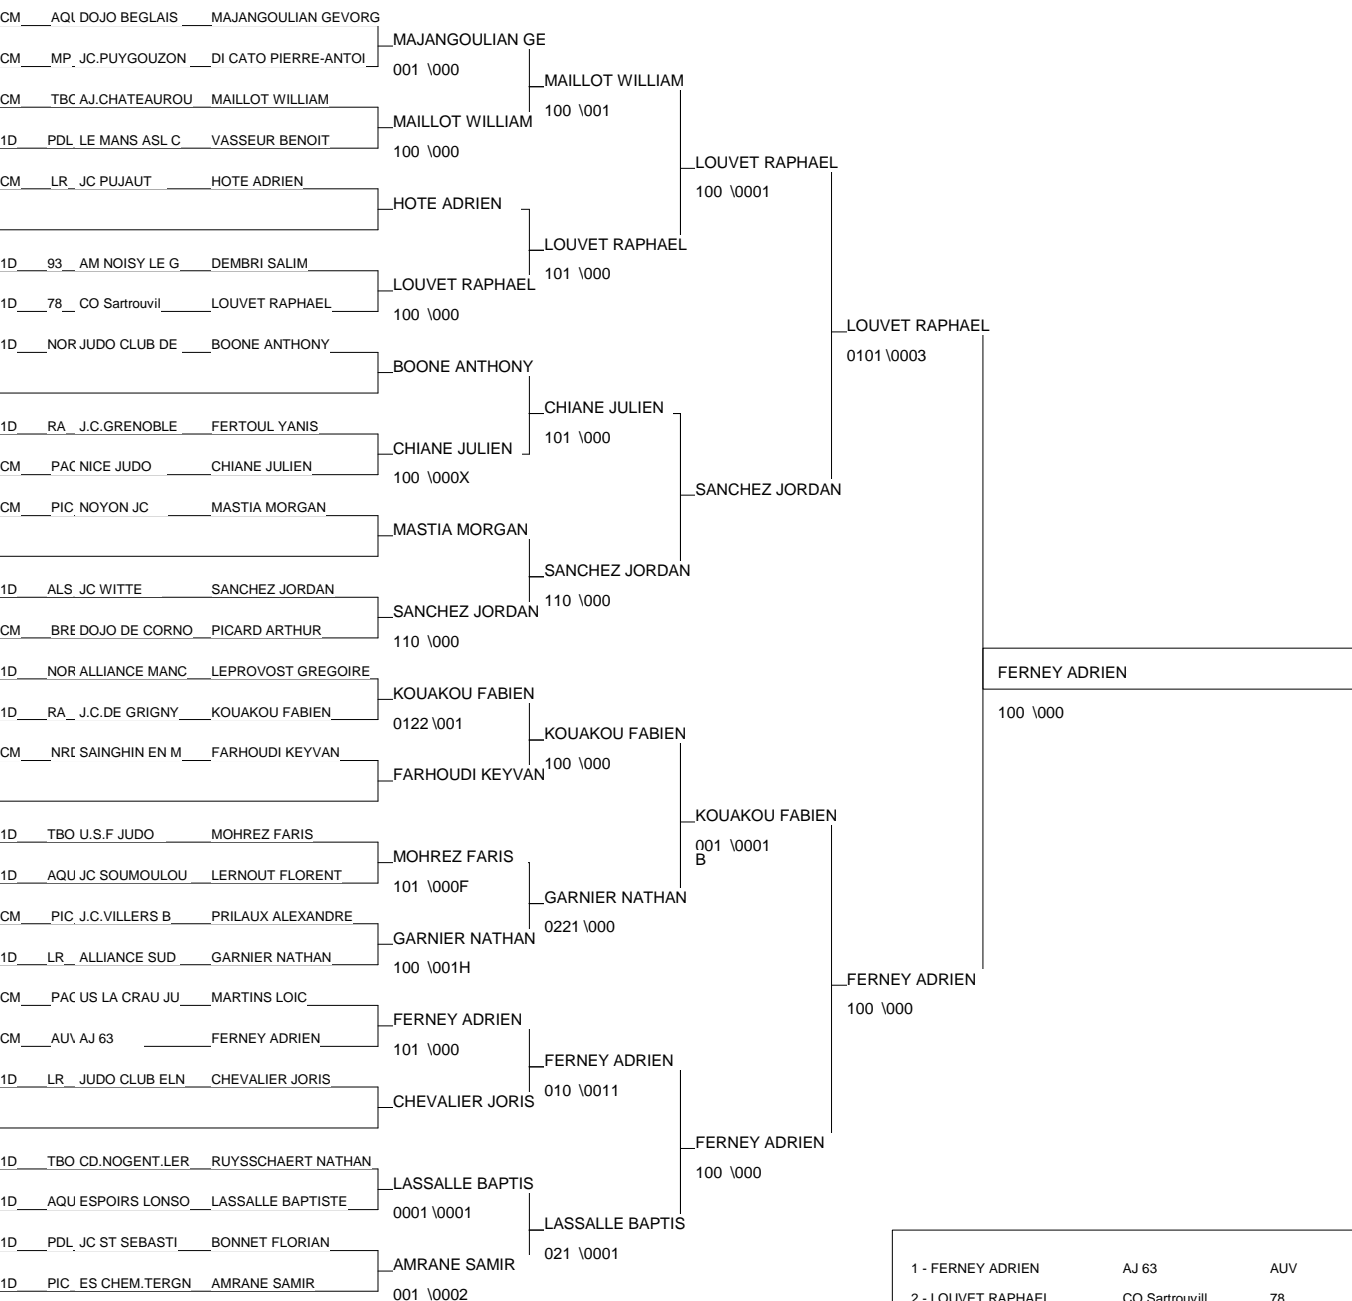 CM AQU DOJO BEGLAIS MAJANGOULIAN GEVORG
MAJANGOULIAN GE
CM MP JC.PUYGOUZON DI CATO PIERRE-ANTOI
001 \000
MAILLOT WILLIAM
CM TBO AJ.CHATEAUROU MAILLOT WILLIAM
100 \001
MAILLOT WILLIAM
1D PDL LE MANS ASL C VASSEUR BENOIT
100 \000
LOUVET RAPHAEL
CM LR JC PUJAUT HOTE ADRIEN
100 \0001
HOTE ADRIEN
LOUVET RAPHAEL
1D 93 AM NOISY LE G DEMBRI SALIM
101 \000
LOUVET RAPHAEL
1D 78 CO Sartrouvil LOUVET RAPHAEL
100 \000
LOUVET RAPHAEL
1D NOR JUDO CLUB DE BOONE ANTHONY
0101 \0003
BOONE ANTHONY
CHIANE JULIEN
1D RA J.C.GRENOBLE FERTOUL YANIS
101 \000
CHIANE JULIEN
CM PAC NICE JUDO CHIANE JULIEN
100 \000X
SANCHEZ JORDAN
CM PIC NOYON JC MASTIA MORGAN
MASTIA MORGAN
SANCHEZ JORDAN
1D ALS JC WITTE SANCHEZ JORDAN
110 \000
SANCHEZ JORDAN
CM BRE DOJO DE CORNO PICARD ARTHUR
110 \000
1D NOR ALLIANCE MANC LEPROVOST GREGOIRE
FERNEY ADRIEN
KOUAKOU FABIEN
1D RA J.C.DE GRIGNY KOUAKOU FABIEN
100 \000
0122 \001
KOUAKOU FABIEN
CM NRD SAINGHIN EN M FARHOUDI KEYVAN
100 \000
FARHOUDI KEYVAN
KOUAKOU FABIEN
1D TBO U.S.F JUDO MOHREZ FARIS
001 \0001
B
MOHREZ FARIS
1D AQU JC SOUMOULOU LERNOUT FLORENT
101 \000F
GARNIER NATHAN
CM PIC J.C.VILLERS B PRILAUX ALEXANDRE
0221 \000
GARNIER NATHAN
1D LR ALLIANCE SUD GARNIER NATHAN
100 \001H
FERNEY ADRIEN
CM PAC US LA CRAU JU MARTINS LOIC
100 \000
FERNEY ADRIEN
CM AUV AJ 63 FERNEY ADRIEN
101 \000
FERNEY ADRIEN
1D LR JUDO CLUB ELN CHEVALIER JORIS
010 \0011
CHEVALIER JORIS
FERNEY ADRIEN
1D TBO CD.NOGENT.LER RUYSSCHAERT NATHAN
100 \000
LASSALLE BAPTIS
1D AQU ESPOIRS LONSO LASSALLE BAPTISTE
0001 \0001
LASSALLE BAPTIS
1D PDL JC ST SEBASTI BONNET FLORIAN
021 \0001
AMRANE SAMIR
1 - FERNEY ADRIEN AJ 63 AUV
1D PIC ES CHEM.TERGN AMRANE SAMIR
001 \0002
2 - LOUVET RAPHAEL CO Sartrouvill 78